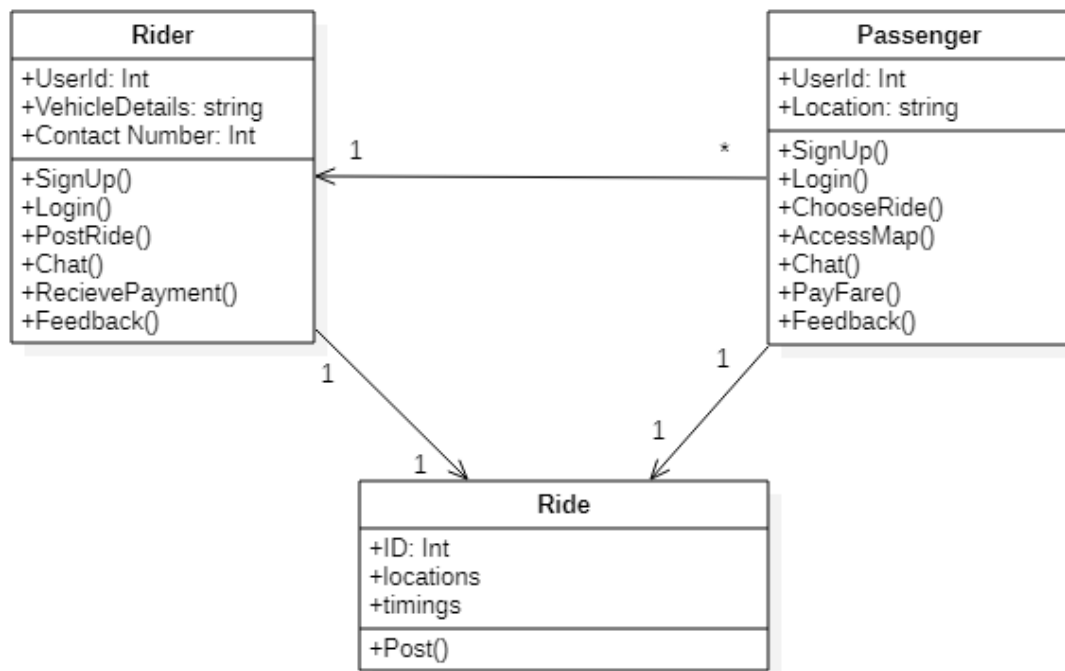 Rider
+UserId: Int
+VehicleDetails: string
+Contact Number: Int
+SignUp()
+Login()
+PostRide()
+Chat()
+RecievePayment()
+Feedback()
Passenger
+UserId: Int
+Location: string
+SignUp()
+Login()
+ChooseRide()
+AccessMap()
+Chat()
+PayFare()
+Feedback()
1
*
1
1
1
1
Ride
+ID: Int
+locations
+timings
+Post()